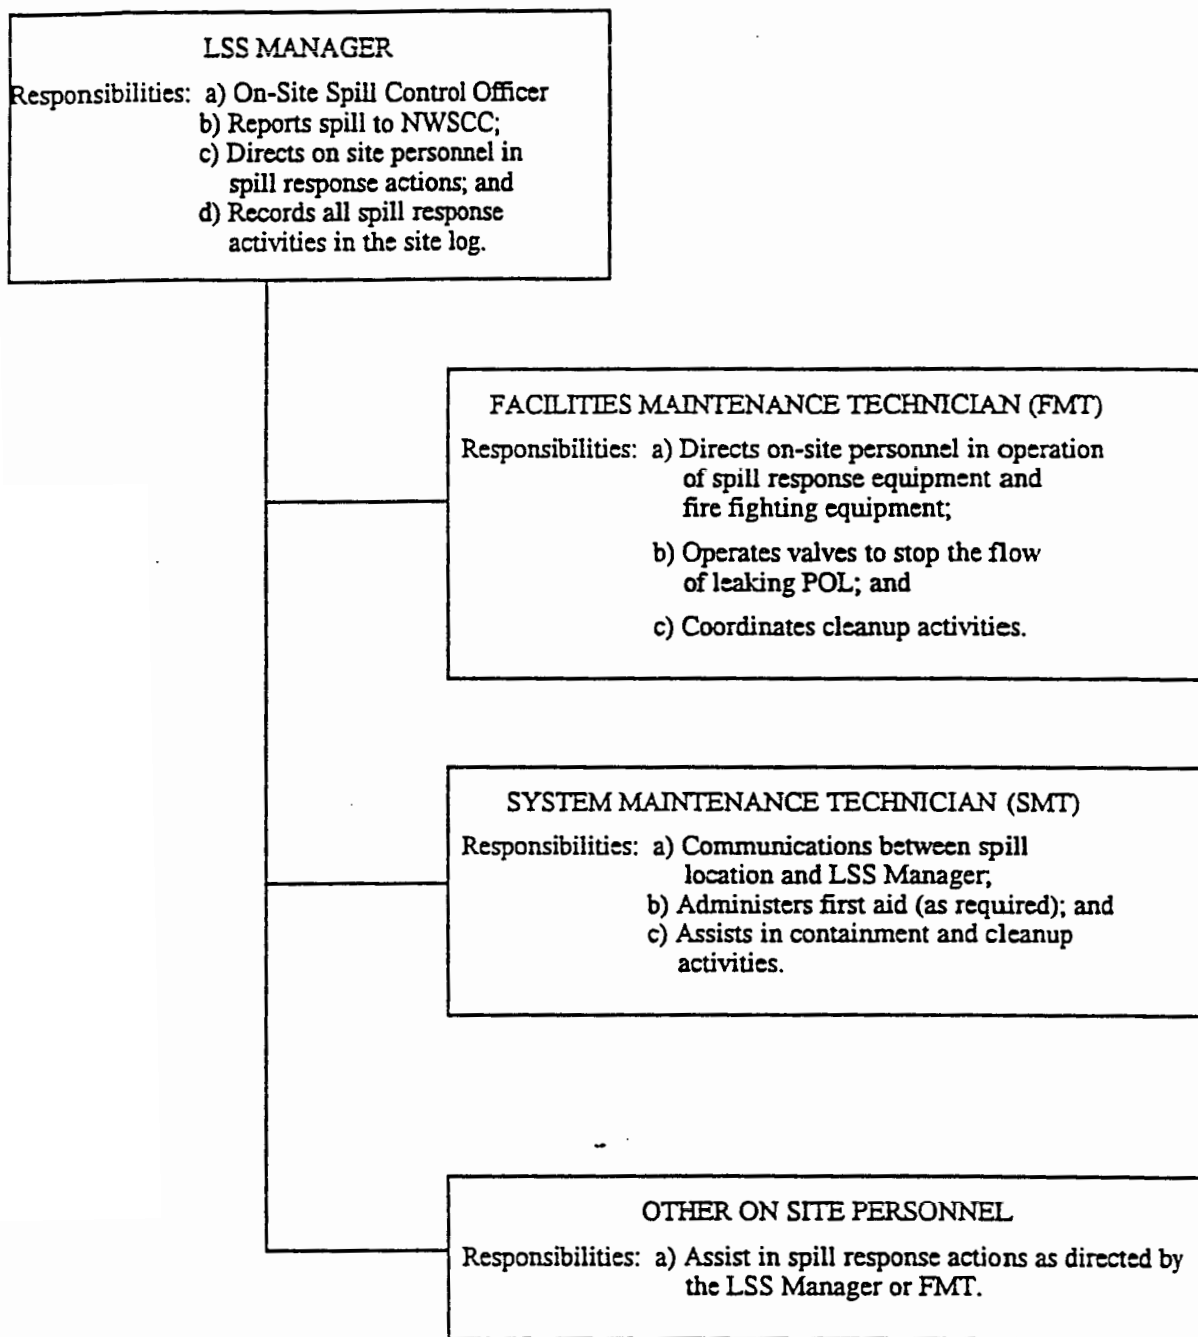 LSS MANAGER
Responsibilities: a) On-Site Spill Control Officer
b) Reports spill to NWSCC;
c) Directs on site personnel in
spill response actions; and
d) Records all spill response
activities in the site log.
FACILITIES MAINTENANCE TECHNICIAN (FMT)
Responsibilities: a) Directs on-site personnel in operation
of spill response equipment and
fire fighting equipment;
b) Operates valves to stop the flow
of leaking POL; and
c) Coordinates cleanup activities.
SYSTEM MAINTENANCE TECHNICIAN (SMT)
Responsibilities: a) Communications between spill
location and LSS Manager;
b) Administers first aid (as required); and
c) Assists in containment and cleanup
activities.
OTHER ON SITE PERSONNEL
Responsibilities: a) Assist in spill response actions as directed by
the LSS Manager or FMT.